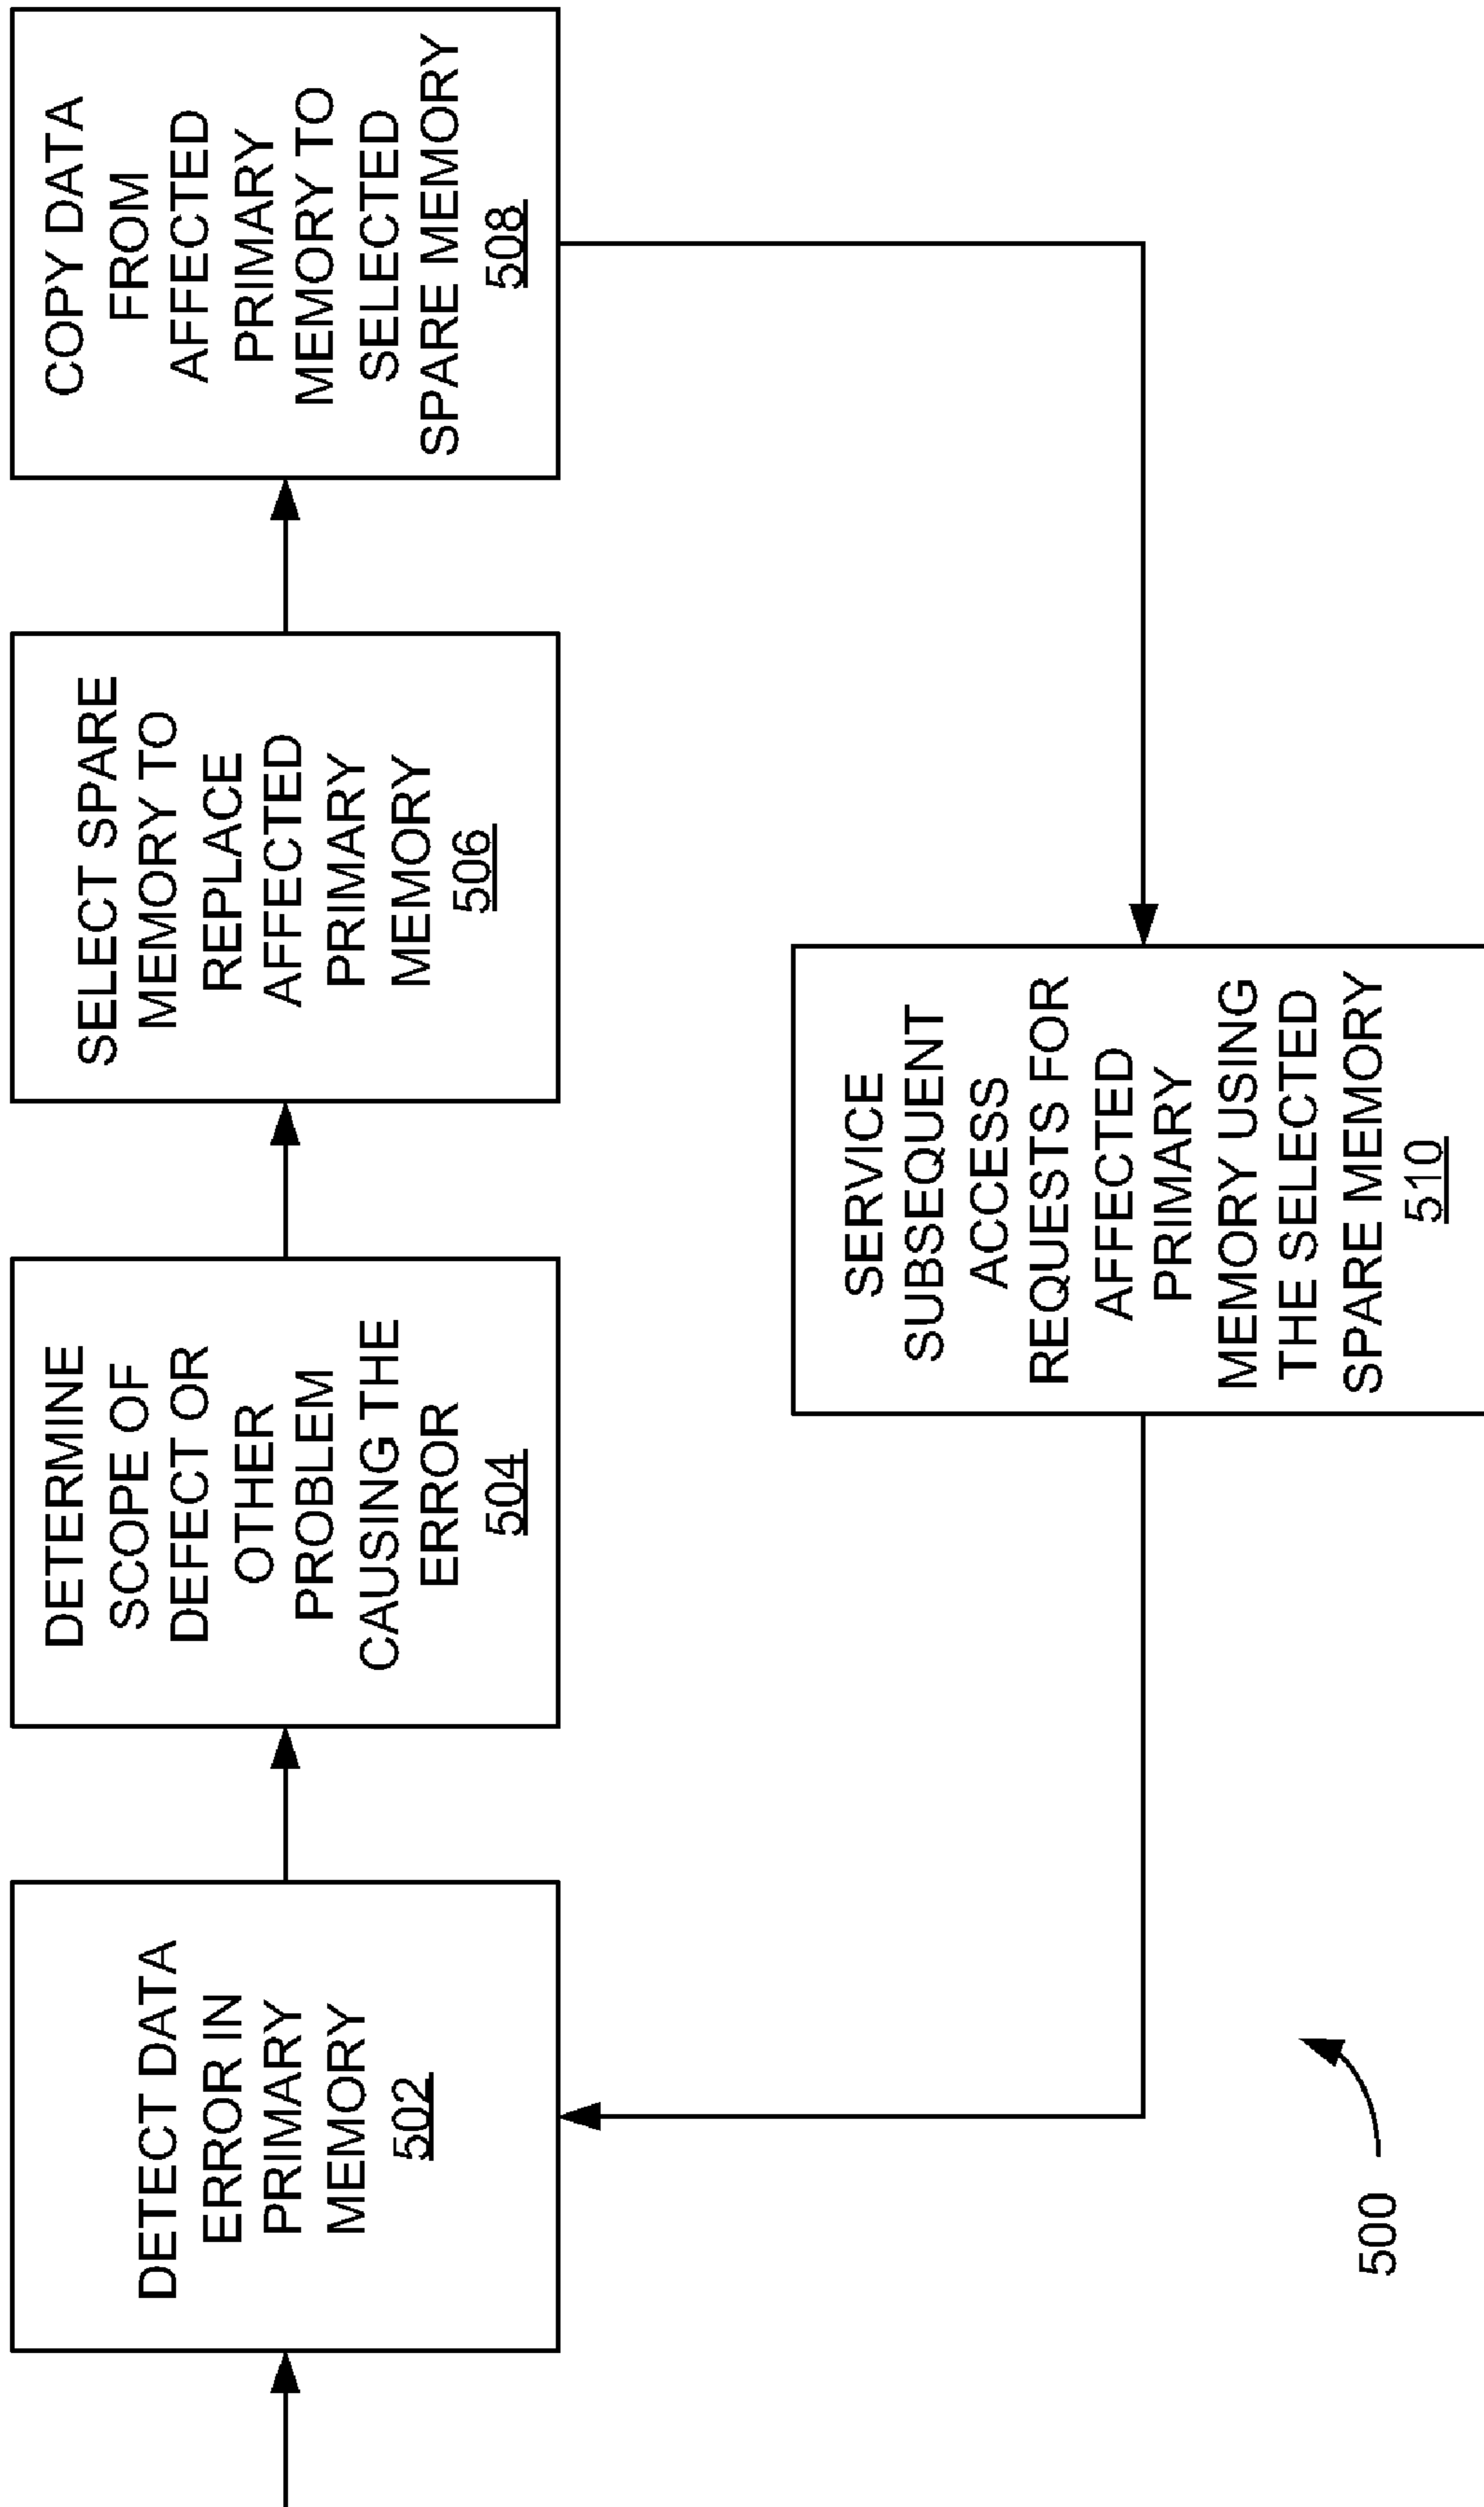 DETECT DATA
ERROR IN
PRIMARY
MEMORY
502
DETERMINE
SCOPE OF
DEFECT OR
OTHER
PROBLEM
CAUSING THE
ERROR
504
SELECT SPARE
MEMORY TO
REPLACE
AFFECTED
PRIMARY
MEMORY
506
COPY DATA
FROM
AFFECTED
PRIMARY
MEMORY TO
SELECTED
SPARE MEMORY
508
SERVICE
SUBSEQUENT
ACCESS
REQUESTS FOR
AFFECTED
PRIMARY
MEMORY USING
THE SELECTED
SPARE MEMORY
510
500